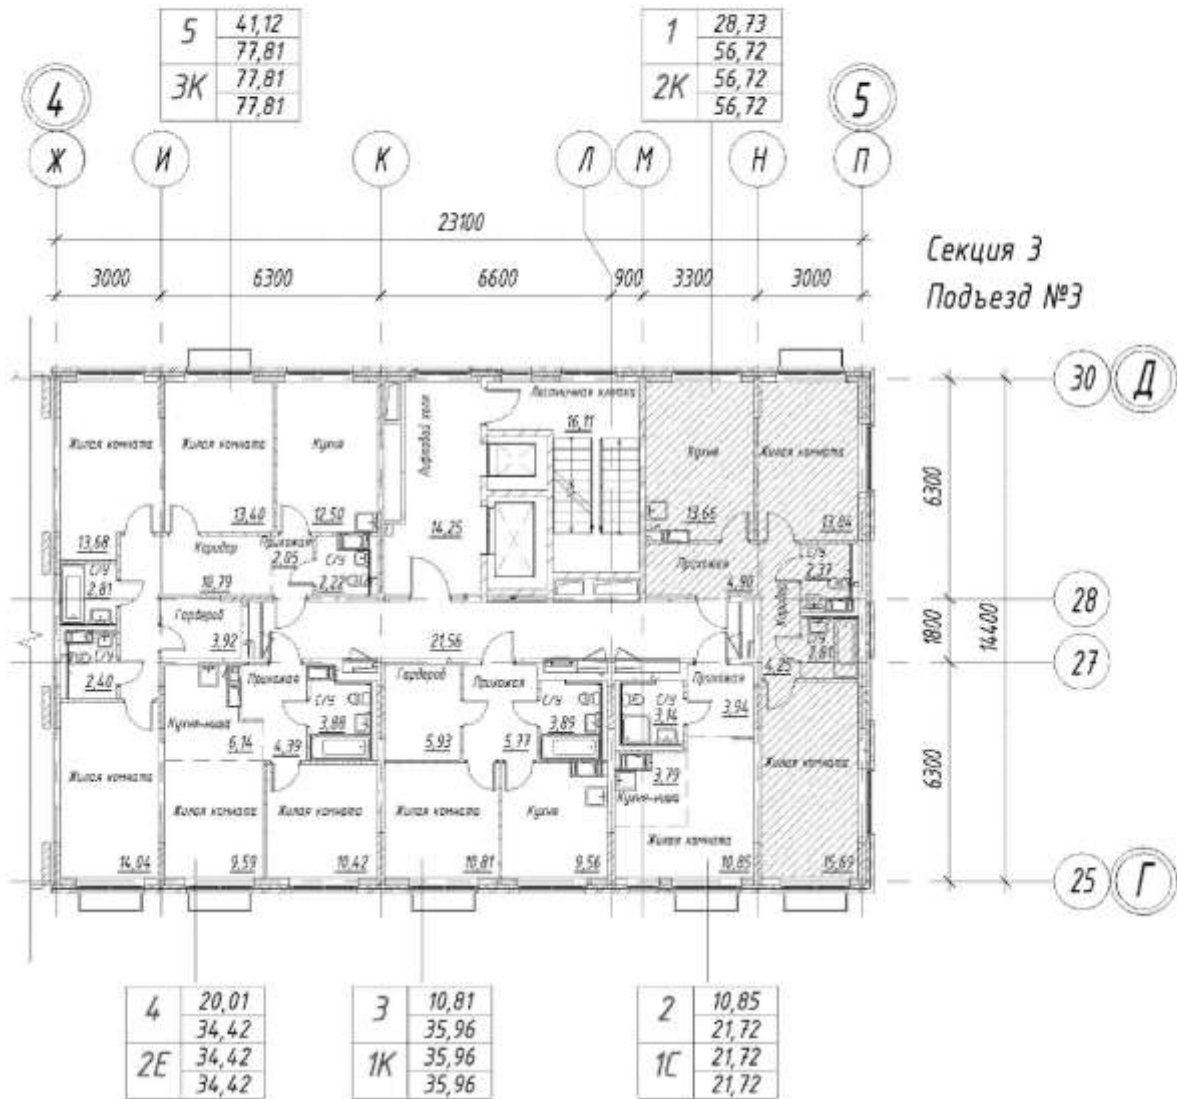 5 41,12
77,81
3К 77,81
77,81
1 28,73
56,72
2К 56,72
56,72
4 5
Ж И К Л М Н П
23100
3000 6300 6600 900 3300 3000
Секция 3
Подъезд №3
30 Д
Лестничная клетка
16,11
Лифтовой холл
14,25
Жилая комната
13,68
Жилая комната
13,40
Кухня
12,50
Кухня
13,66
Жилая комната
13,04
6300
Коридор
10,79
Прихожая
2,05
С/У
2,22
С/У
2,81
Прихожая
4,90
С/У
2,37
28
Гардероб
3,92
21,56
Коридор
4,25
2,81
1800
14400
27
С/У
2,40
Прихожая
4,39
С/У
3,88
Гардероб
5,93
Прихожая
5,77
С/У
3,89
С/У
3,14
Прихожая
3,94
Кухня-ниша
6,14
3,79
Кухня-ниша
6300
Жилая комната
14,04
Жилая комната
9,59
Жилая комната
10,42
Жилая комната
10,81
Кухня
9,56
Жилая комната
10,85
Жилая комната
15,69
25 Г
4 20,01
34,42
2Е 34,42
34,42
3 10,81
35,96
1К 35,96
35,96
2 10,85
21,72
1С 21,72
21,72